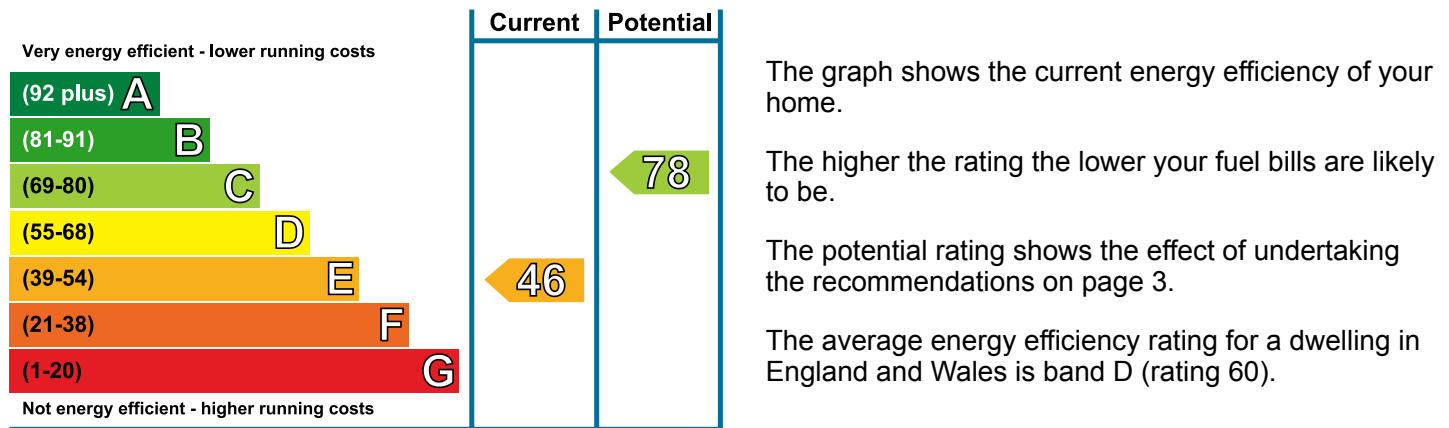 Current Potential
Very energy efficient - lower running costs
(92 plus) A
(81-91) B
(69-80) C
78
(55-68) D
(39-54) E
46
(21-38) F
(1-20) G
Not energy efficient - higher running costs
The graph shows the current energy efficiency of your
home.
The higher the rating the lower your fuel bills are likely
to be.
The potential rating shows the effect of undertaking
the recommendations on page 3.
The average energy efficiency rating for a dwelling in
England and Wales is band D (rating 60).